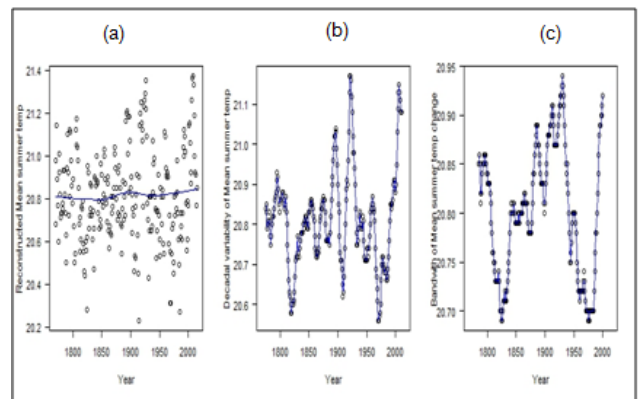 (a) (b) (c)
Reconstructed Mean summer temp
21.4
21.2
21.0
20.8
20.6
20.4
20.2
1800 1850 1900 1950 2000
Year
Decadal variability of Mean summer temp
21.1
21.0
20.9
20.8
20.7
20.6
1800 1850 1900 1950 2000
Year
Bandwith of Mean summer temp change
20.95
20.90
20.85
20.80
20.75
20.70
1800 1850 1900 1950 2000
Year